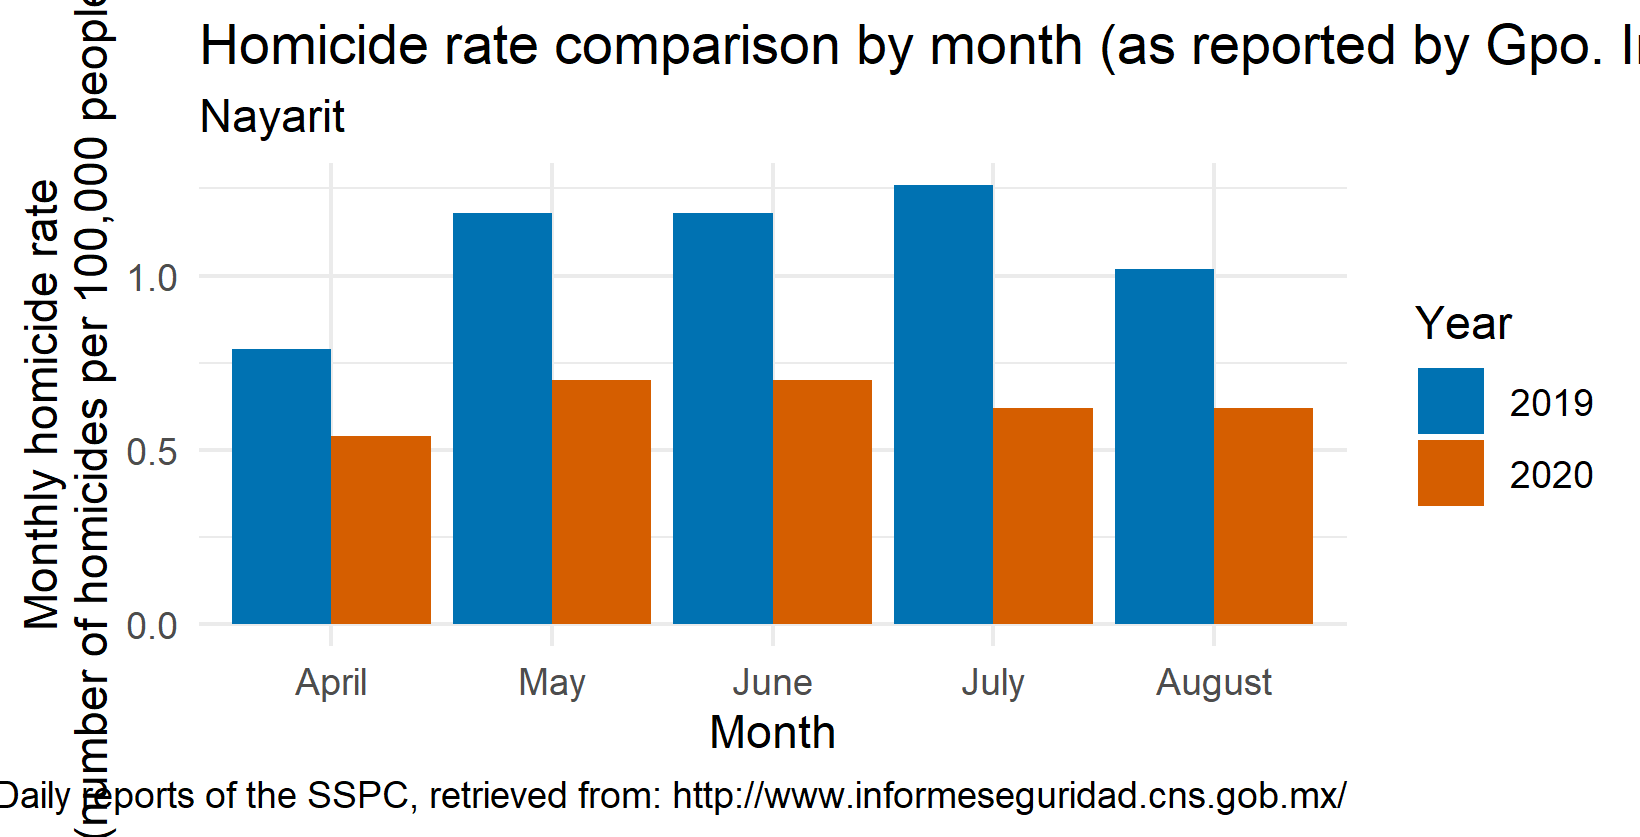 Homicide rate comparison by month (as reported by Gpo. In
Nayarit
Monthly homicide rate
(number of homicides per 100,000 people
1.0
0.5
0.0
April May June July August
Month
Year
2019
2020
Daily reports of the SSPC, retrieved from: http://www.informeseguridad.cns.gob.mx/